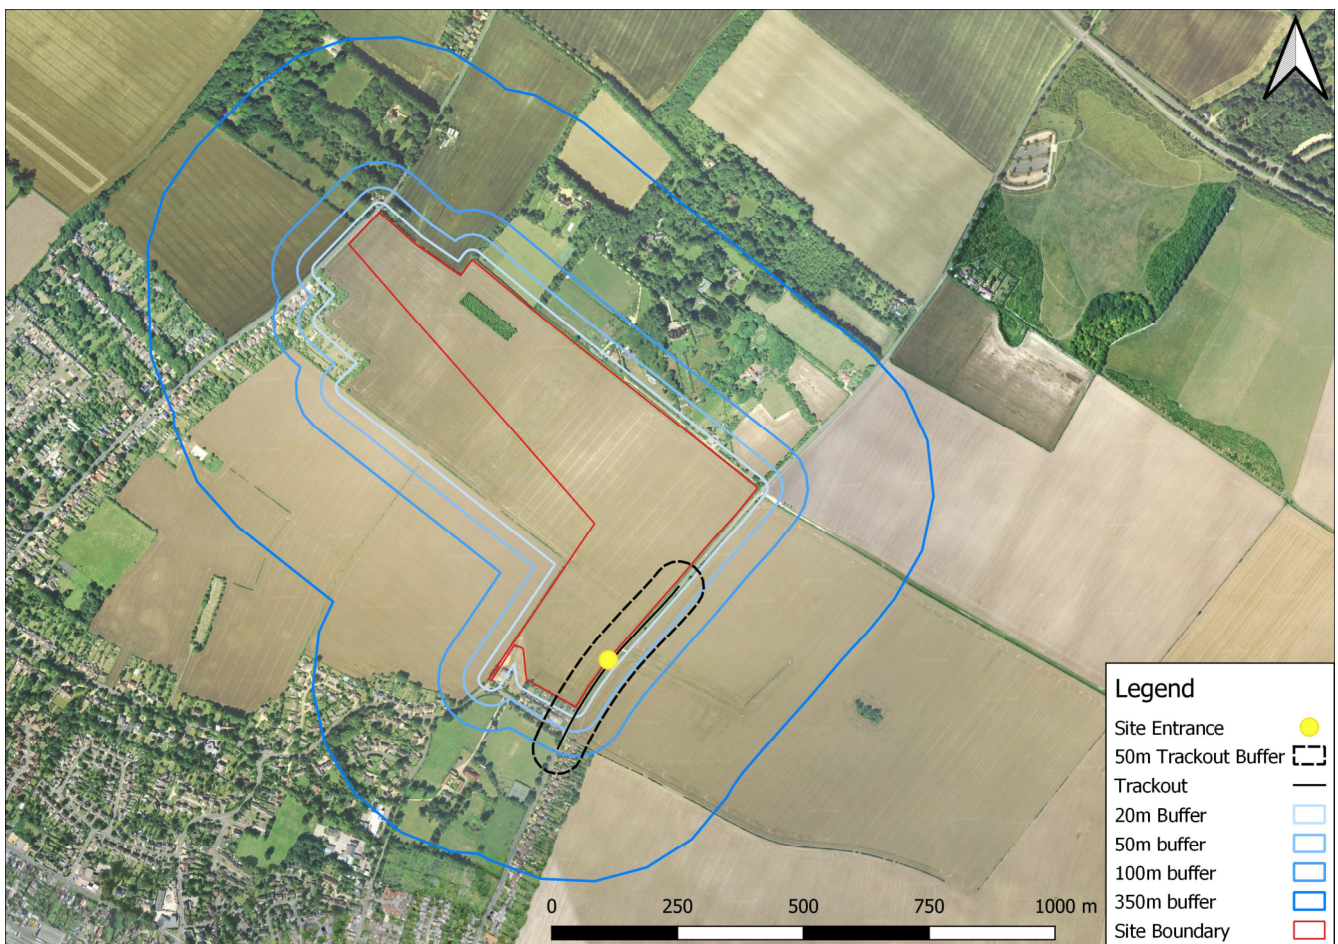 Legend
Site Entrance
50m Trackout Buffer
Trackout
20m Buffer
50m buffer
100m buffer
350m buffer
Site Boundary
0 250 500 750 1000 m